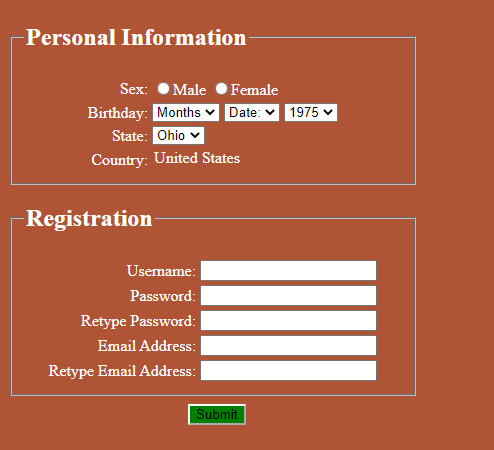 Personal Information
Sex: Male Female
Birthday: Months Date: 1975
State: Ohio
Country: United States
Registration
Username:
Password:
Retype Password:
Email Address:
Retype Email Address:
Submit